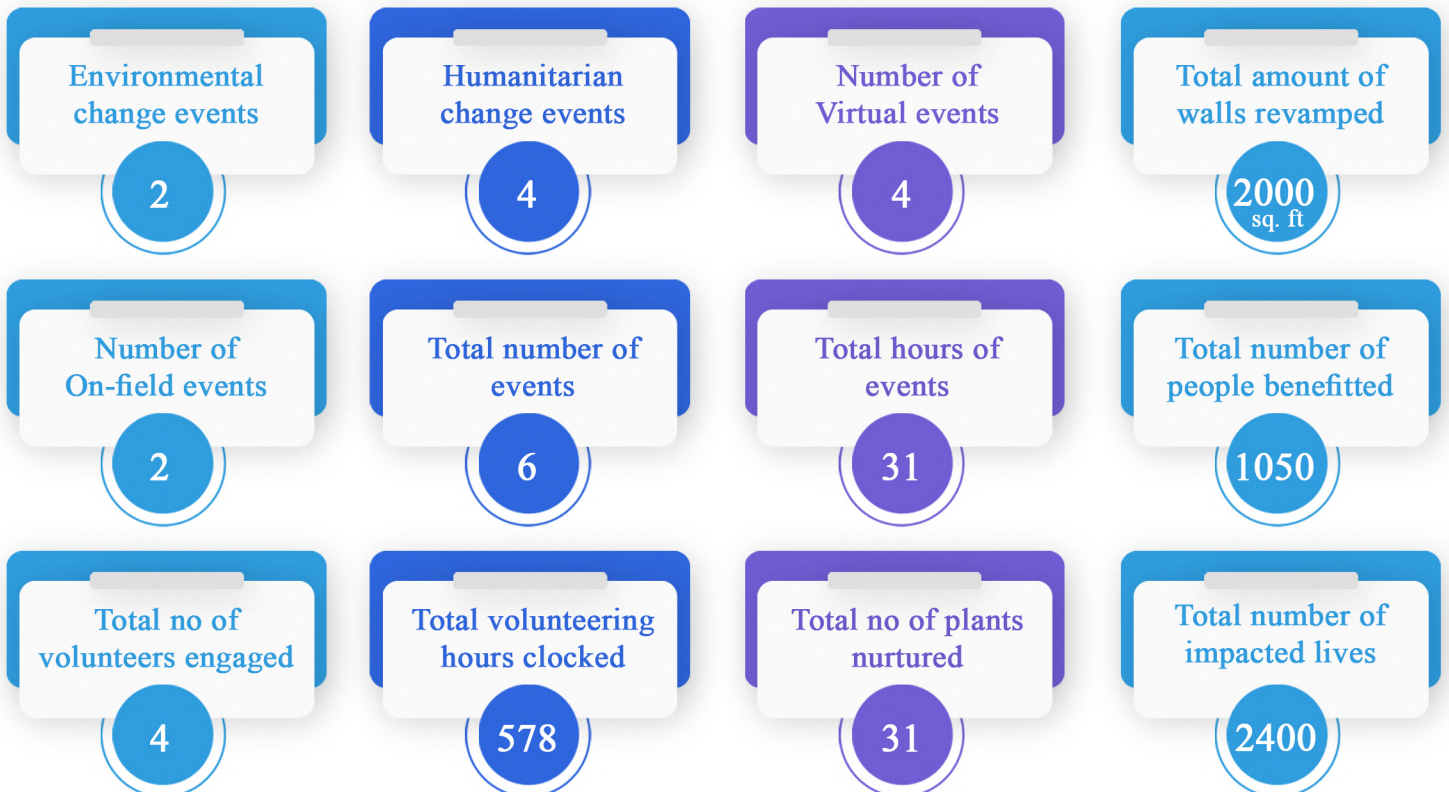 Environmental
change events
2
Humanitarian
change events
4
Number of
Virtual events
4
Total amount of
walls revamped
2000
sq. ft
Number of
On-field events
2
Total number of
events
6
Total hours of
events
31
Total number of
people benefitted
1050
Total no of
volunteers engaged
4
Total volunteering
hours clocked
578
Total no of plants
nurtured
31
Total number of
impacted lives
2400